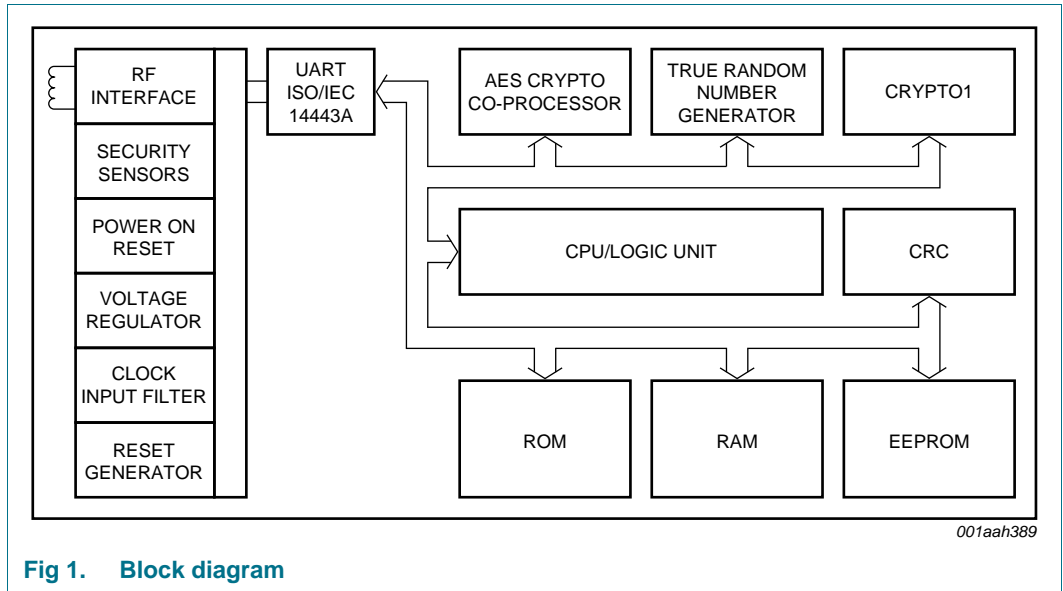 RF
INTERFACE
SECURITY
SENSORS
POWER ON
RESET
VOLTAGE
REGULATOR
CLOCK
INPUT FILTER
RESET
GENERATOR
UART
ISO/IEC
14443A
AES CRYPTO
CO-PROCESSOR
TRUE RANDOM
NUMBER
GENERATOR
CRYPTO1
CPU/LOGIC UNIT
CRC
ROM
RAM
EEPROM
001aah389
Fig 1. Block diagram